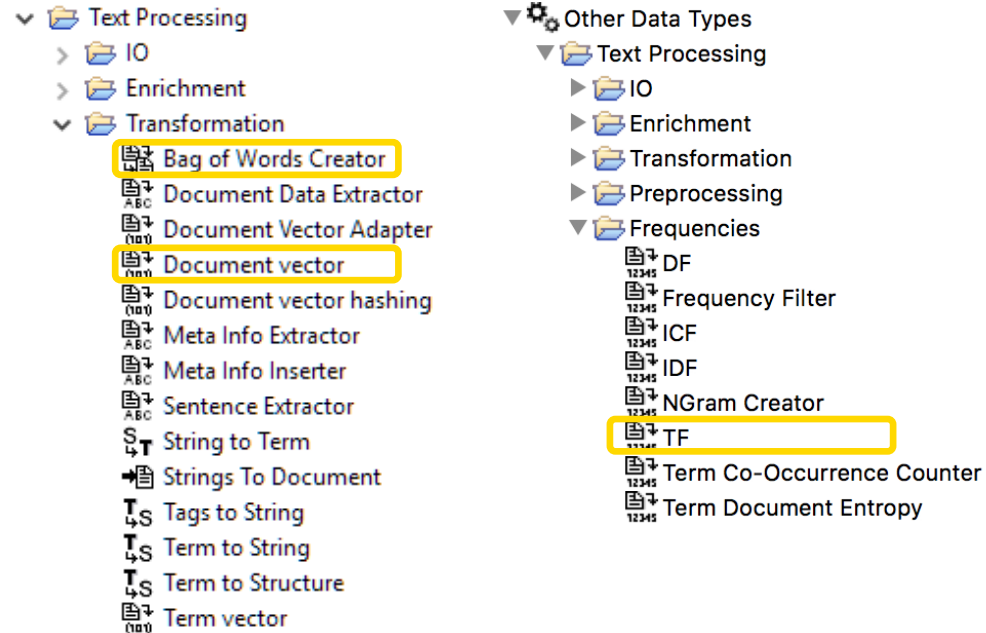 Text Processing
IO
Enrichment
Transformation
Bag of Words Creator
Document Data Extractor
Document Vector Adapter
Document vector
Document vector hashing
Meta Info Extractor
Meta Info Inserter
Sentence Extractor
String to Term
Strings To Document
Tags to String
Term to String
Term to Structure
Term vector
Other Data Types
Text Processing
IO
Enrichment
Transformation
Preprocessing
Frequencies
DF
Frequency Filter
ICF
IDF
NGram Creator
TF
Term Co-Occurrence Counter
Term Document Entropy